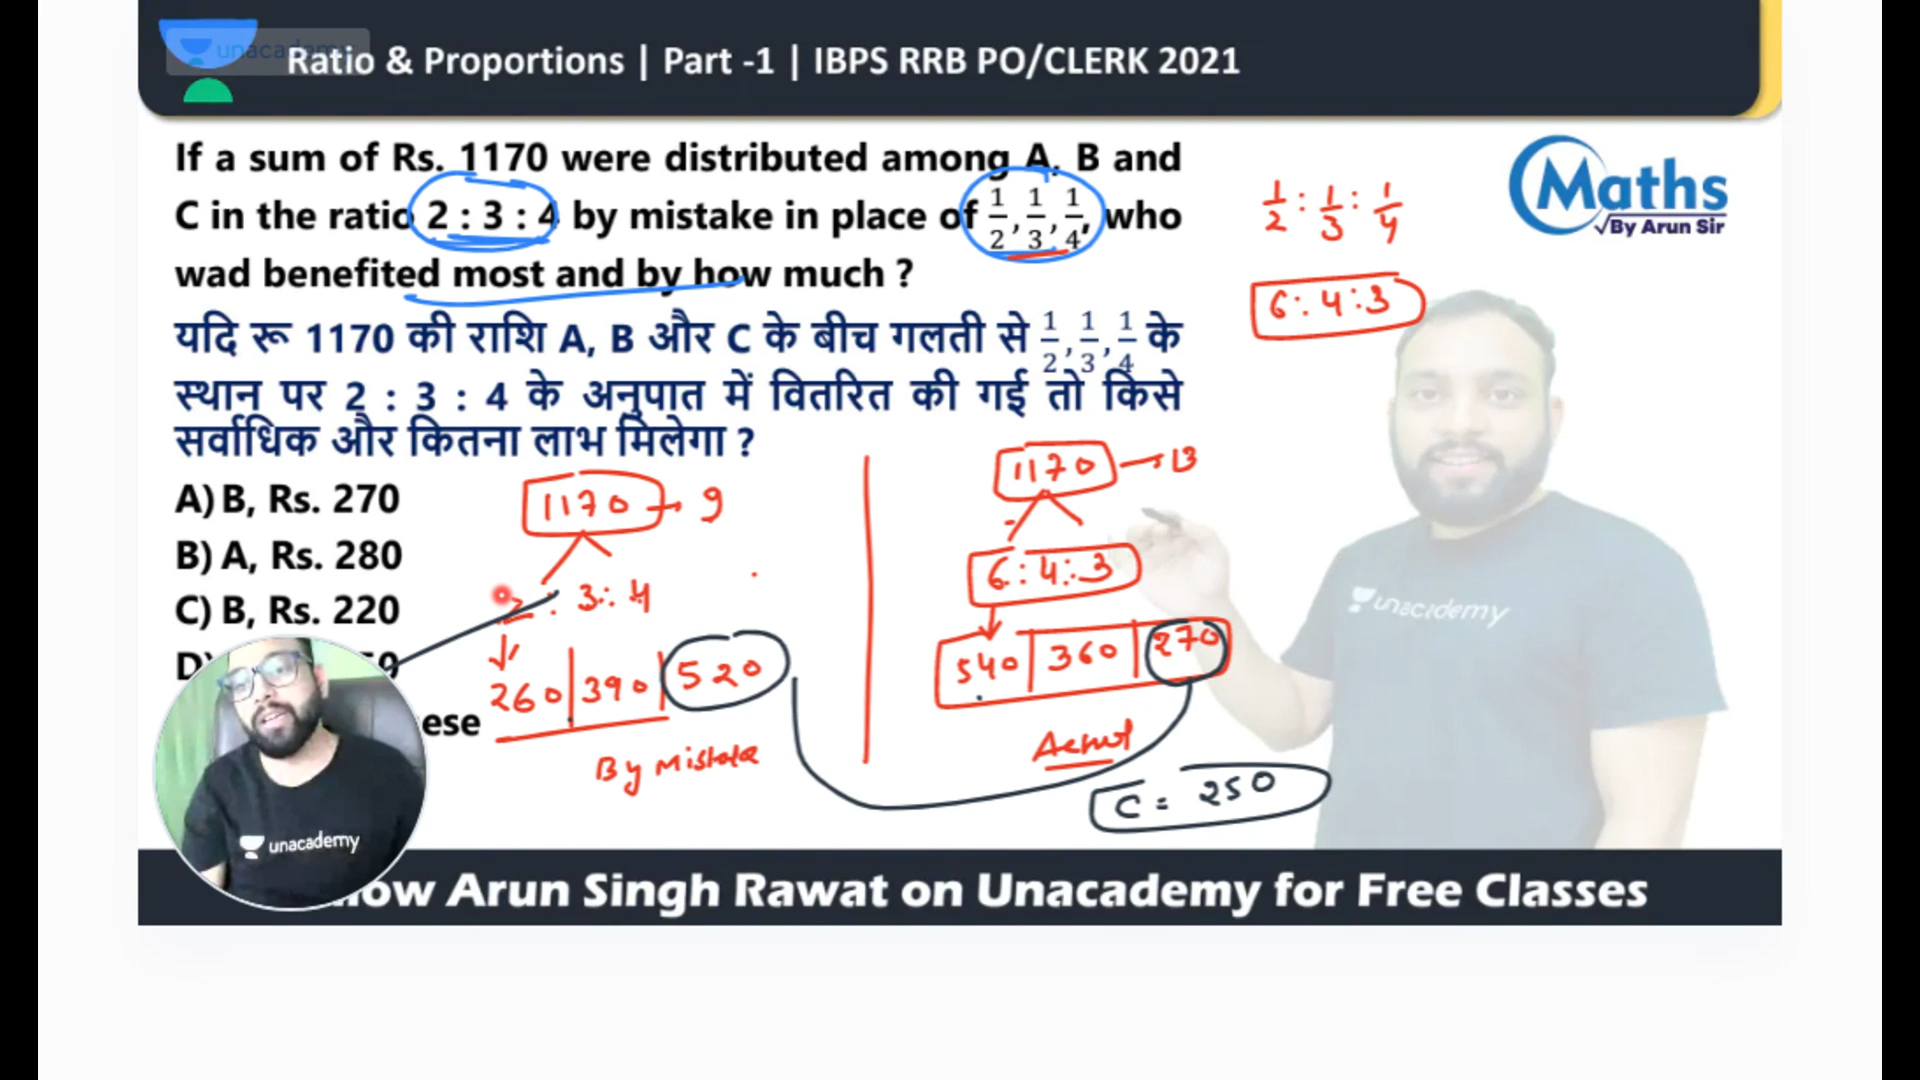 unacademy
Ratio & Proportions | Part -1 | IBPS RRB PO/CLERK 2021
If a sum of Rs. 1170 were distributed among A, B and
C in the ratio 2 : 3 : 4 by mistake in place of 1/2, 1/3, 1/4, who
wad benefited most and by how much ?
यदि रू 1170 की राशि A, B और C के बीच गलती से 1/2, 1/3, 1/4 के
स्थान पर 2 : 3 : 4 के अनुपात में वितरित की गई तो किसे
सर्वाधिक और कितना लाभ मिलेगा ?
A) B, Rs. 270
B) A, Rs. 280
C) B, Rs. 220
D)
ese
Maths
By Arun Sir
1/2 : 1/3 : 1/4
6 : 4 : 3
1170 → 9
2 : 3 : 4
260 | 390 | 520
By Mistake
1170 → 13
6 : 4 : 3
540 | 360 | 270
Actual
C = 250
unacademy
unacademy
ow Arun Singh Rawat on Unacademy for Free Classes